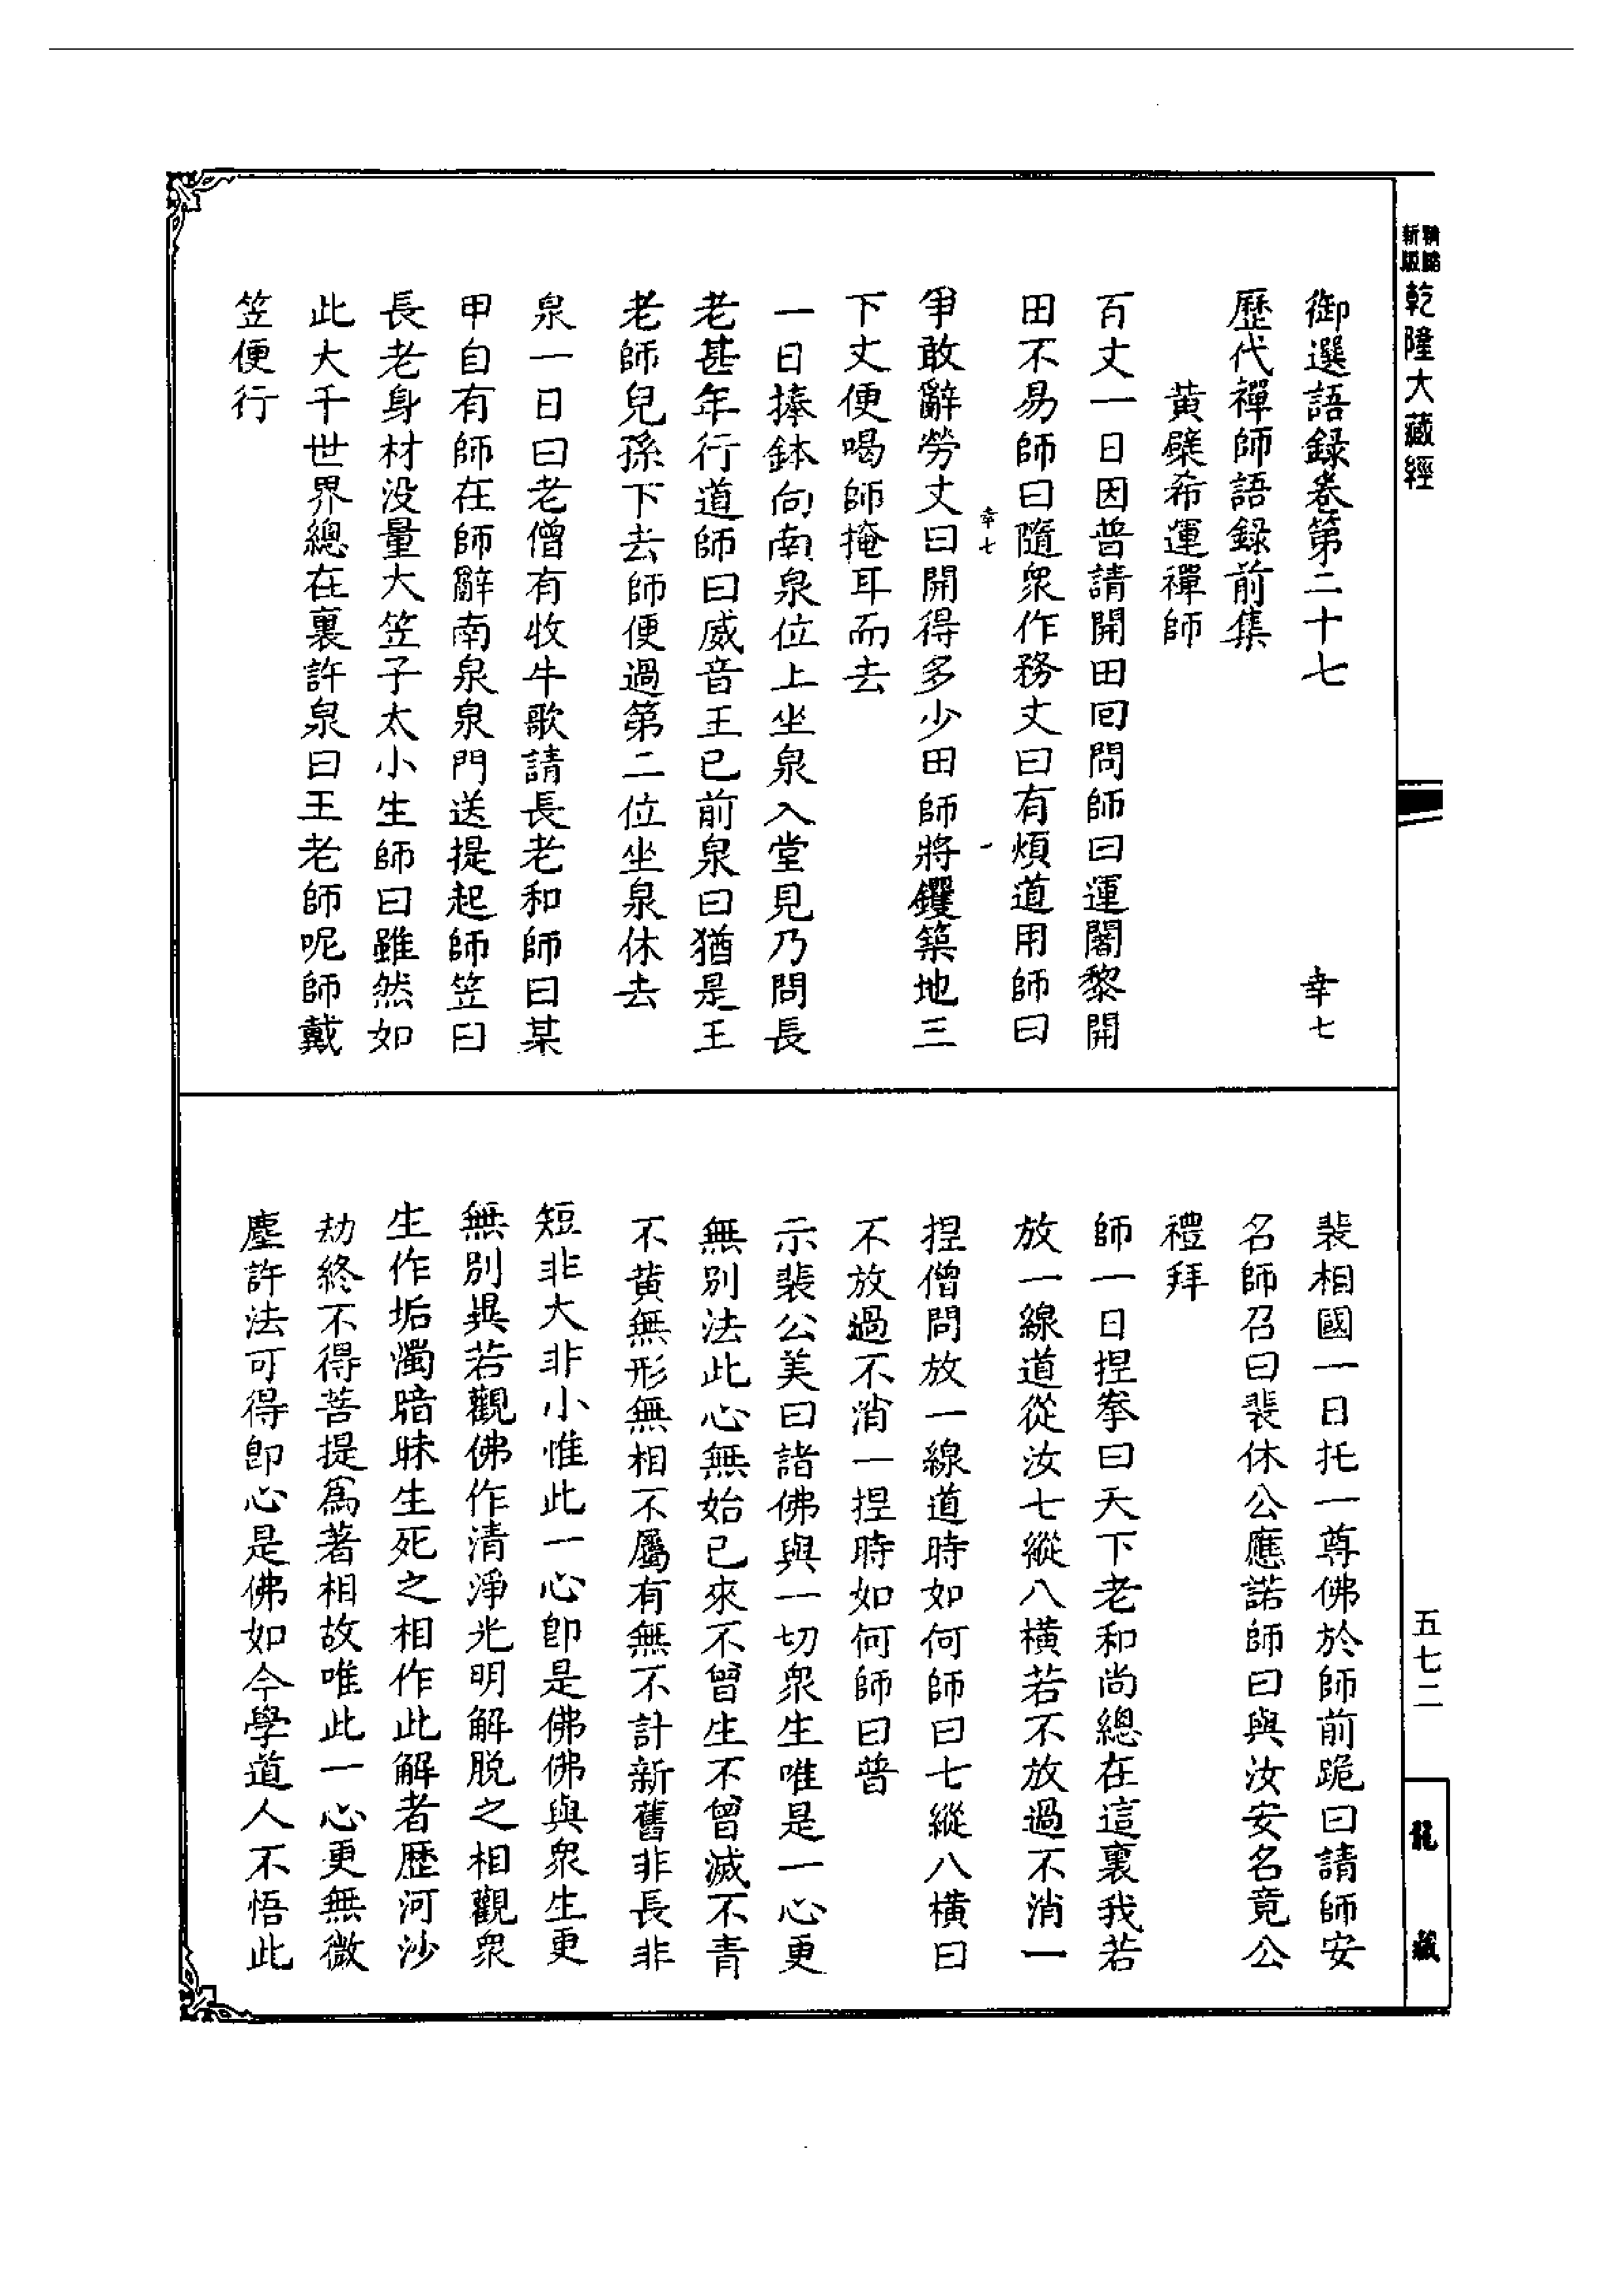 新版
乾隆大藏經
御選語録卷第二十七 幸七
歷代禪師語録前集
黄檗希運禪師
百丈一日因普請開田回問師曰運闍黎開
田不易師曰隨衆作務丈曰有煩道用師曰
幸七 一
爭敢辭勞丈曰開得多少田師將钁築地三
下丈便喝師掩耳而去
一日捧鉢向南泉位上坐泉入堂見乃問長
老甚年行道師曰威音王已前泉曰猶是王
老師兒孫下去師便過第二位坐泉休去
泉一日曰老僧有收牛歌請長老和師曰某
甲自有師在師辭南泉泉門送提起師笠曰
長老身材没量大笠子太小生師曰雖然如
此大千世界總在裏許泉曰王老師呢師戴
笠便行
裴相國一日托一尊佛於師前跪曰請師安
名師召曰裴休公應諾師曰與汝安名竟公
禮拜
師一日捏拳曰天下老和尚總在這裏我若
放一線道從汝七縱八橫若不放過不消一
捏僧問放一線道時如何師曰七縱八橫曰
不放過不消一捏時如何師曰普
示裴公美曰諸佛與一切衆生唯是一心更
無別法此心無始已來不曾生不曾滅不青
不黄無形無相不屬有無不計新舊非長非
短非大非小惟此一心卽是佛佛與衆生更
無別異若觀佛作清淨光明解脱之相觀衆
生作垢濁暗昧生死之相作此解者歷河沙
劫終不得菩提爲著相故唯此一心更無微
塵許法可得卽心是佛如今學道人不悟此
五七二
龍藏